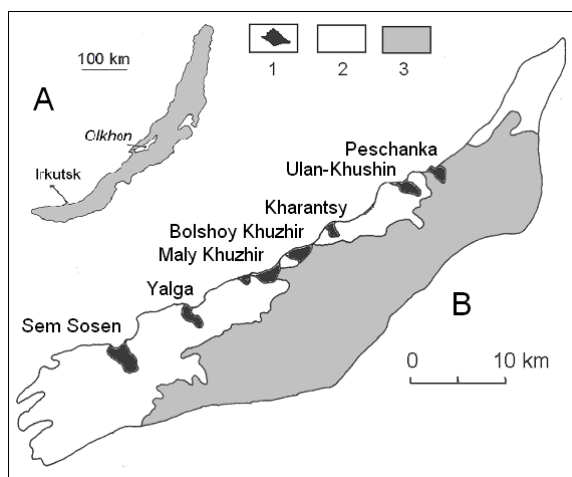 100 km
1 2 3
A
Olkhon
Irkutsk
Peschanka
Ulan-Khushin
Kharantsy
Bolshoy Khuzhir
Maly Khuzhir
Yalga
B
Sem Sosen
0 10 km